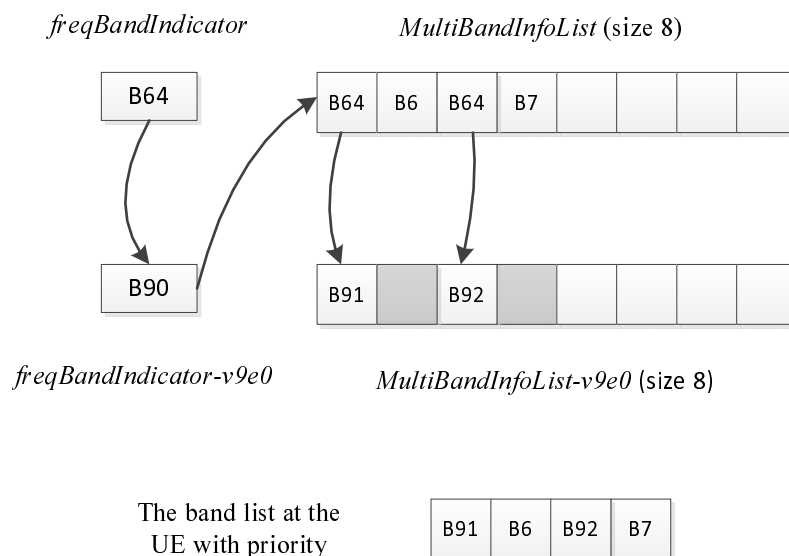 freqBandIndicator
MultiBandInfoList (size 8)
B64
B64 B6 B64 B7
B90
B91 B92
freqBandIndicator-v9e0
MultiBandInfoList-v9e0 (size 8)
The band list at the
UE with priority
B91 B6 B92 B7